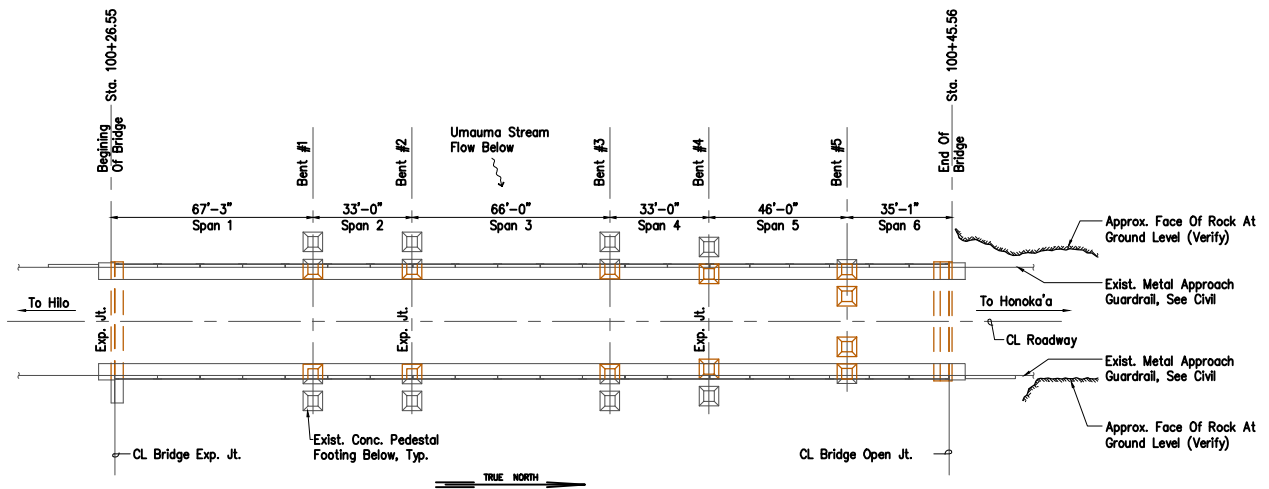 Sta. 100+26.55
Begining
Of Bridge
Bent #1
Bent #2
Umauma Stream
Flow Below
Bent #3
Bent #4
Bent #5
Sta. 100+45.56
End Of
Bridge
67'-3"
Span 1
33'-0"
Span 2
66'-0"
Span 3
33'-0"
Span 4
46'-0"
Span 5
35'-1"
Span 6
Approx. Face Of Rock At
Ground Level (Verify)
Exist. Metal Approach
Guardrail, See Civil
To Hilo
To Honoka'a
Exp. Jt.
Exp. Jt.
Exp. Jt.
CL Roadway
Exist. Metal Approach
Guardrail, See Civil
Approx. Face Of Rock At
Ground Level (Verify)
Exist. Conc. Pedestal
Footing Below, Typ.
CL Bridge Exp. Jt.
CL Bridge Open Jt.
TRUE NORTH